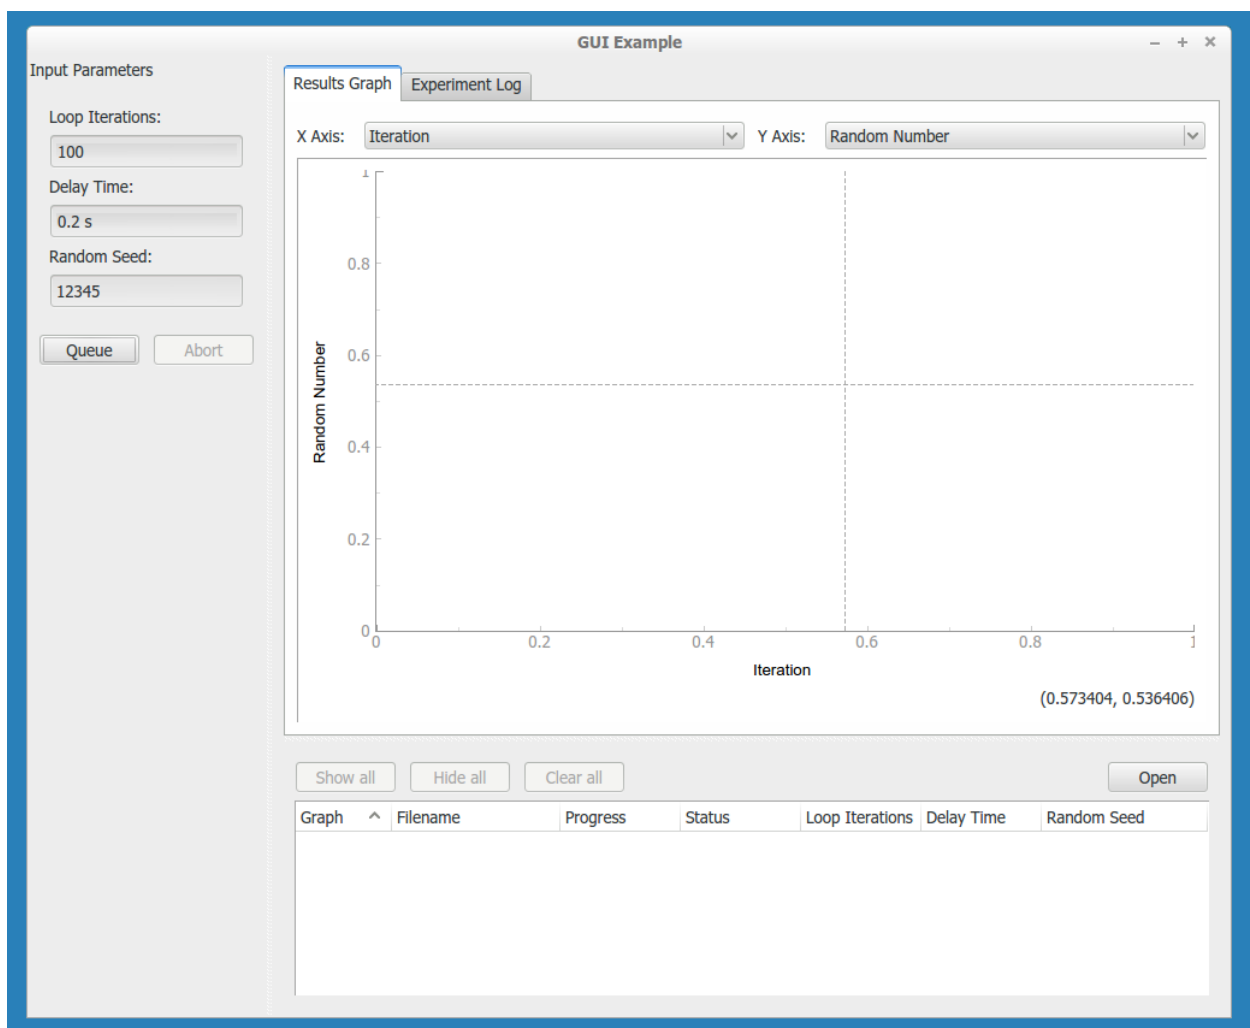 GUI Example
Input Parameters
Loop Iterations:
100
Delay Time:
0.2 s
Random Seed:
12345
Queue Abort
Results Graph Experiment Log
X Axis: Iteration Y Axis: Random Number
1
0.8
0.6
0.4
0.2
0
Random Number
0 0.2 0.4 0.6 0.8 1
Iteration
(0.573404, 0.536406)
Show all Hide all Clear all Open
Graph Filename Progress Status Loop Iterations Delay Time Random Seed